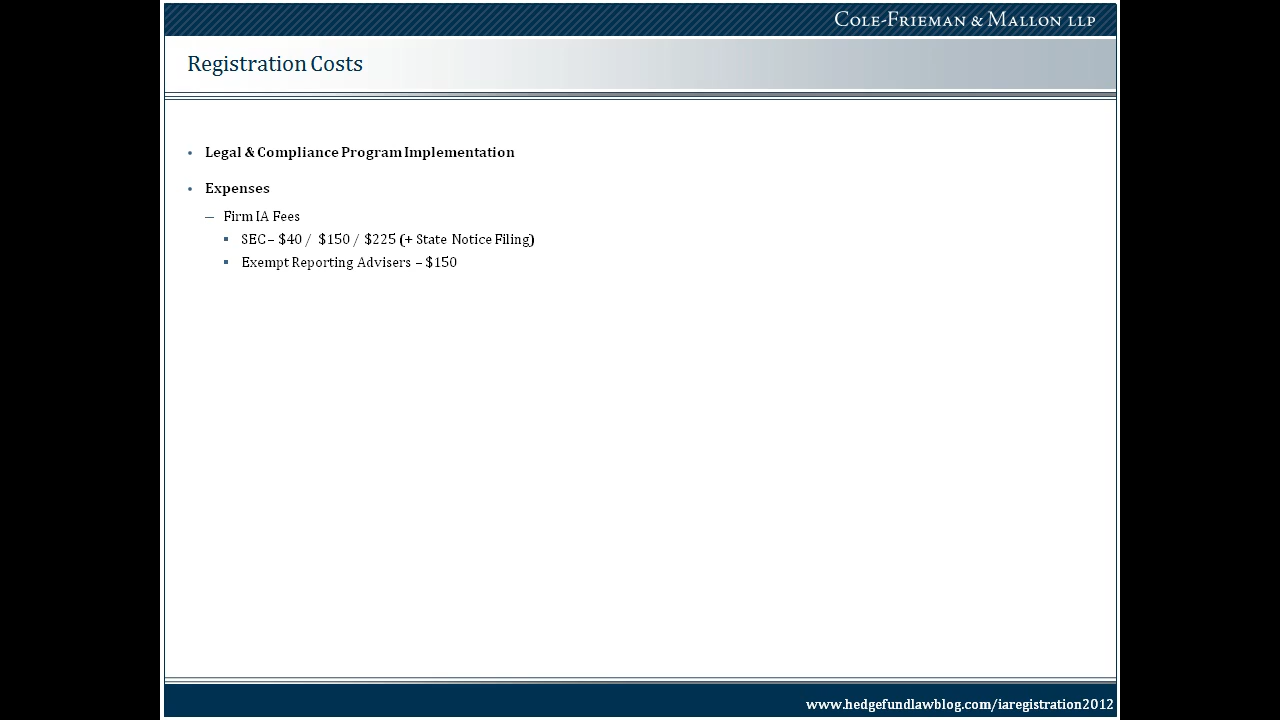 COLE-FRIEMAN & MALLON LLP
Registration Costs
• Legal & Compliance Program Implementation
• Expenses
– Firm IA Fees
▪ SEC – $40 / $150 / $225 (+ State Notice Filing)
▪ Exempt Reporting Advisers – $150
www.hedgefundlawblog.com/iaregistration2012